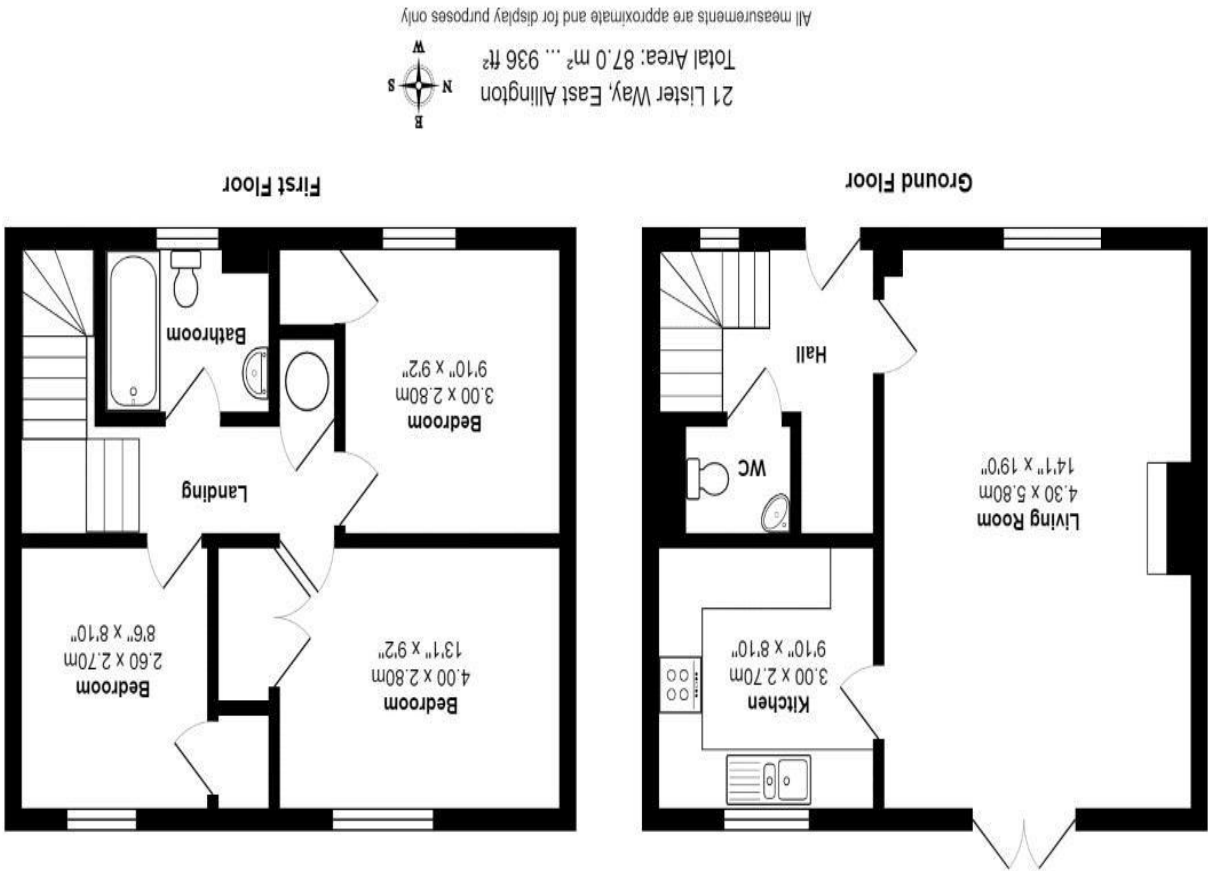 Living Room
4.30 x 5.80m
14'1" x 19'0"
Kitchen
3.00 x 2.70m
9'10" x 8'10"
WC
Hall
Ground Floor
Bedroom
4.00 x 2.80m
13'1" x 9'2"
Bedroom
2.60 x 2.70m
8'6" x 8'10"
Landing
Bedroom
3.00 x 2.80m
9'10" x 9'2"
Bathroom
First Floor
21 Lister Way, East Allington
Total Area: 87.0 m² ... 936 ft²
N
E
S
W
All measurements are approximate and for display purposes only